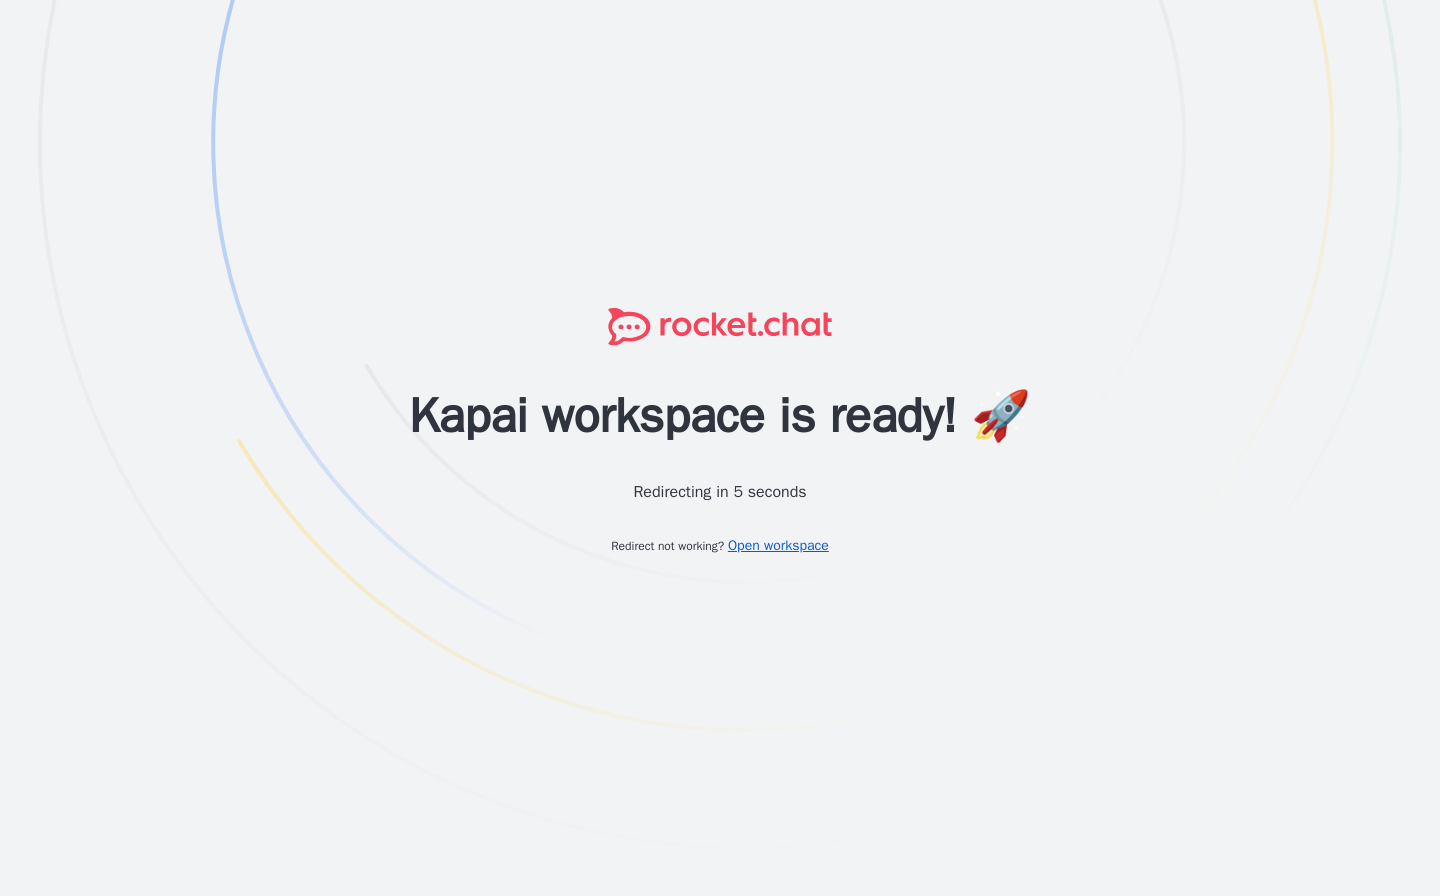 rocket.chat
Kapai workspace is ready! 🚀
Redirecting in 5 seconds
Redirect not working? Open workspace